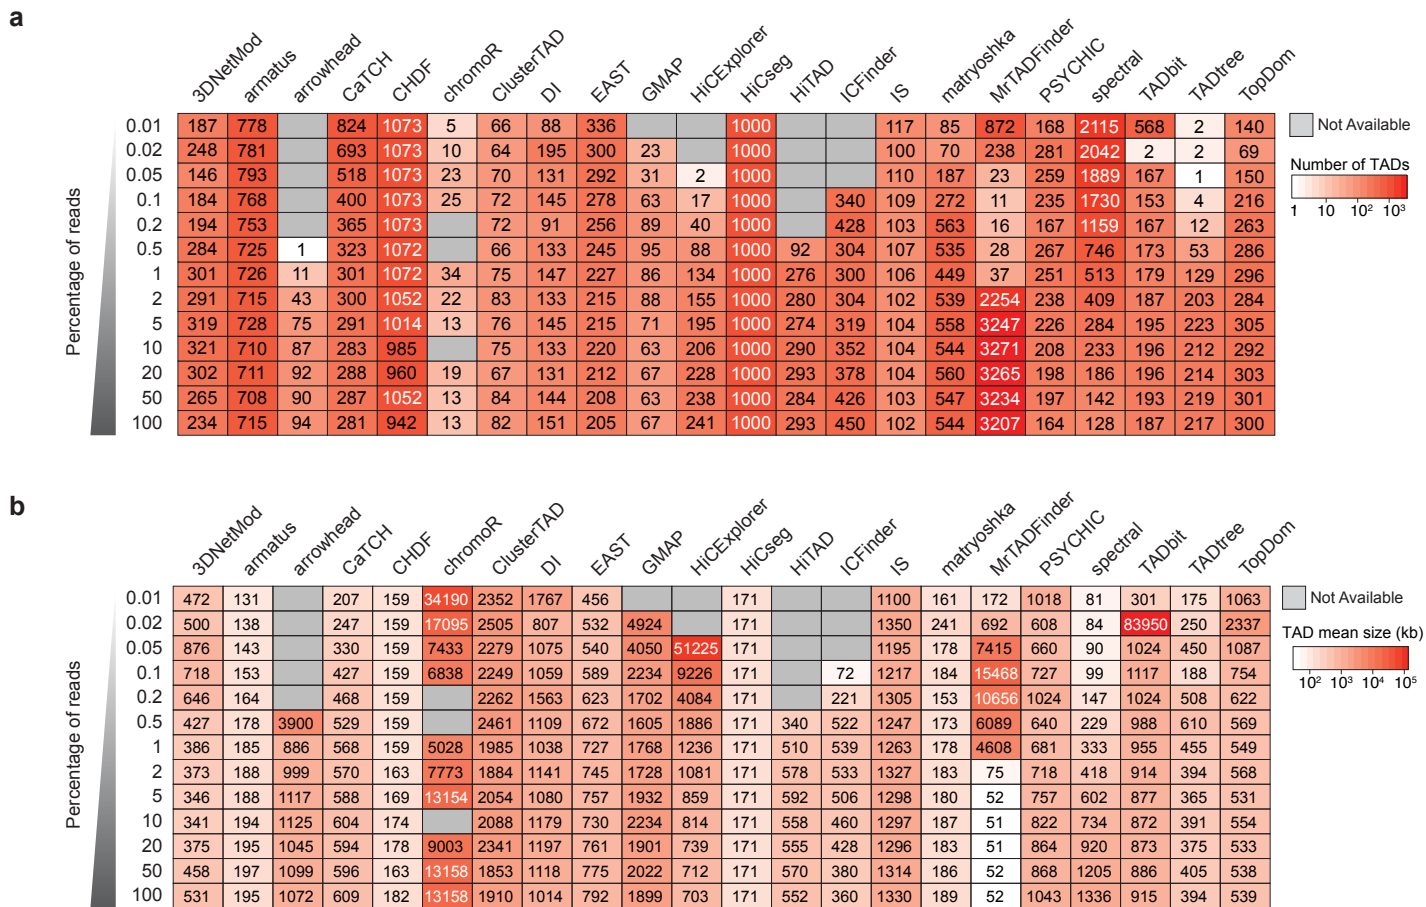 a
3DNetMod armatus arrowhead CaTCH CHDF chromoR ClusterTAD DI EAST GMAP HiCExplorer HiCseg HiTAD ICFinder IS matryoshka MrTADFinder PSYCHIC spectral TADbit TADtree TopDom
0.01 187 778 824 1073 5 66 88 336 1000 117 85 872 168 2115 568 2 140
0.02 248 781 693 1073 10 64 195 300 23 1000 100 70 238 281 2042 2 2 69
0.05 146 793 518 1073 23 70 131 292 31 2 1000 110 187 23 259 1889 167 1 150
0.1 184 768 400 1073 25 72 145 278 63 17 1000 340 109 272 11 235 1730 153 4 216
0.2 194 753 365 1073 72 91 256 89 40 1000 428 103 563 16 167 1159 167 12 263
0.5 284 725 1 323 1072 66 133 245 95 88 1000 92 304 107 535 28 267 746 173 53 286
1 301 726 11 301 1072 34 75 147 227 86 134 1000 276 300 106 449 37 251 513 179 129 296
2 291 715 43 300 1052 22 83 133 215 88 155 1000 280 304 102 539 2254 238 409 187 203 284
5 319 728 75 291 1014 13 76 145 215 71 195 1000 274 319 104 558 3247 226 284 195 223 305
10 321 710 87 283 985 75 133 220 63 206 1000 290 352 104 544 3271 208 233 196 212 292
20 302 711 92 288 960 19 67 131 212 67 228 1000 293 378 104 560 3265 198 186 196 214 303
50 265 708 90 287 1052 13 84 144 208 63 238 1000 284 426 103 547 3234 197 142 193 219 301
100 234 715 94 281 942 13 82 151 205 67 241 1000 293 450 102 544 3207 164 128 187 217 300
Percentage of reads
Not Available
Number of TADs
1 10 10² 10³
b
3DNetMod armatus arrowhead CaTCH CHDF chromoR ClusterTAD DI EAST GMAP HiCExplorer HiCseg HiTAD ICFinder IS matryoshka MrTADFinder PSYCHIC spectral TADbit TADtree TopDom
0.01 472 131 207 159 34190 2352 1767 456 171 1100 161 172 1018 81 301 175 1063
0.02 500 138 247 159 17095 2505 807 532 4924 171 1350 241 692 608 84 83950 250 2337
0.05 876 143 330 159 7433 2279 1075 540 4050 51225 171 1195 178 7415 660 90 1024 450 1087
0.1 718 153 427 159 6838 2249 1059 589 2234 9226 171 72 1217 184 15468 727 99 1117 188 754
0.2 646 164 468 159 2262 1563 623 1702 4084 171 221 1305 153 10656 1024 147 1024 508 622
0.5 427 178 3900 529 159 2461 1109 672 1605 1886 171 340 522 1247 173 6089 640 229 988 610 569
1 386 185 886 568 159 5028 1985 1038 727 1768 1236 171 510 539 1263 178 4608 681 333 955 455 549
2 373 188 999 570 163 7773 1884 1141 745 1728 1081 171 578 533 1327 183 75 718 418 914 394 568
5 346 188 1117 588 169 13154 2054 1080 757 1932 859 171 592 506 1298 180 52 757 602 877 365 531
10 341 194 1125 604 174 2088 1179 730 2234 814 171 558 460 1297 187 51 822 734 872 391 554
20 375 195 1045 594 178 9003 2341 1197 761 1901 739 171 555 428 1296 183 51 864 920 873 375 533
50 458 197 1099 596 163 13158 1853 1118 775 2022 712 171 570 380 1314 186 52 868 1205 886 405 538
100 531 195 1072 609 182 13158 1910 1014 792 1899 703 171 552 360 1330 189 52 1043 1336 915 394 539
Percentage of reads
Not Available
TAD mean size (kb)
10² 10³ 10⁴ 10⁵